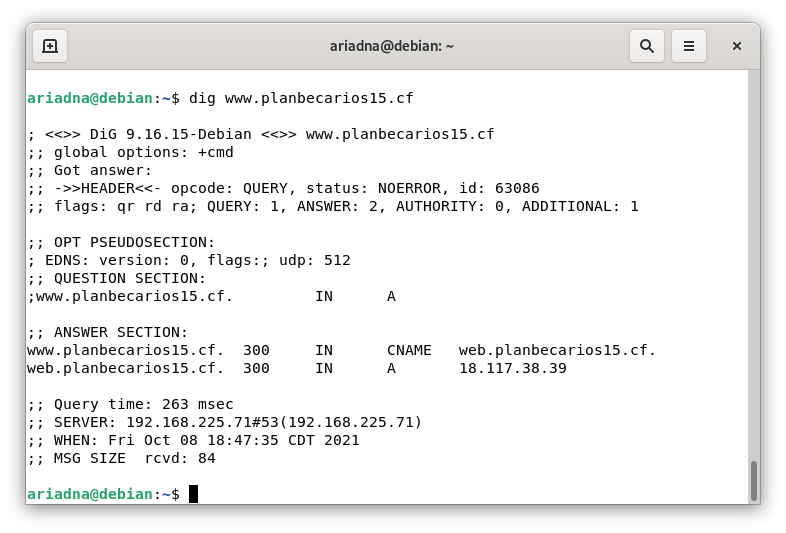 ariadna@debian: ~
ariadna@debian:~$ dig www.planbecarios15.cf
; <<>> DiG 9.16.15-Debian <<>> www.planbecarios15.cf
;; global options: +cmd
;; Got answer:
;; ->>HEADER<<- opcode: QUERY, status: NOERROR, id: 63086
;; flags: qr rd ra; QUERY: 1, ANSWER: 2, AUTHORITY: 0, ADDITIONAL: 1
;; OPT PSEUDOSECTION:
; EDNS: version: 0, flags:; udp: 512
;; QUESTION SECTION:
;www.planbecarios15.cf.         IN      A
;; ANSWER SECTION:
www.planbecarios15.cf.  300     IN      CNAME   web.planbecarios15.cf.
web.planbecarios15.cf.  300     IN      A       18.117.38.39
;; Query time: 263 msec
;; SERVER: 192.168.225.71#53(192.168.225.71)
;; WHEN: Fri Oct 08 18:47:35 CDT 2021
;; MSG SIZE  rcvd: 84
ariadna@debian:~$